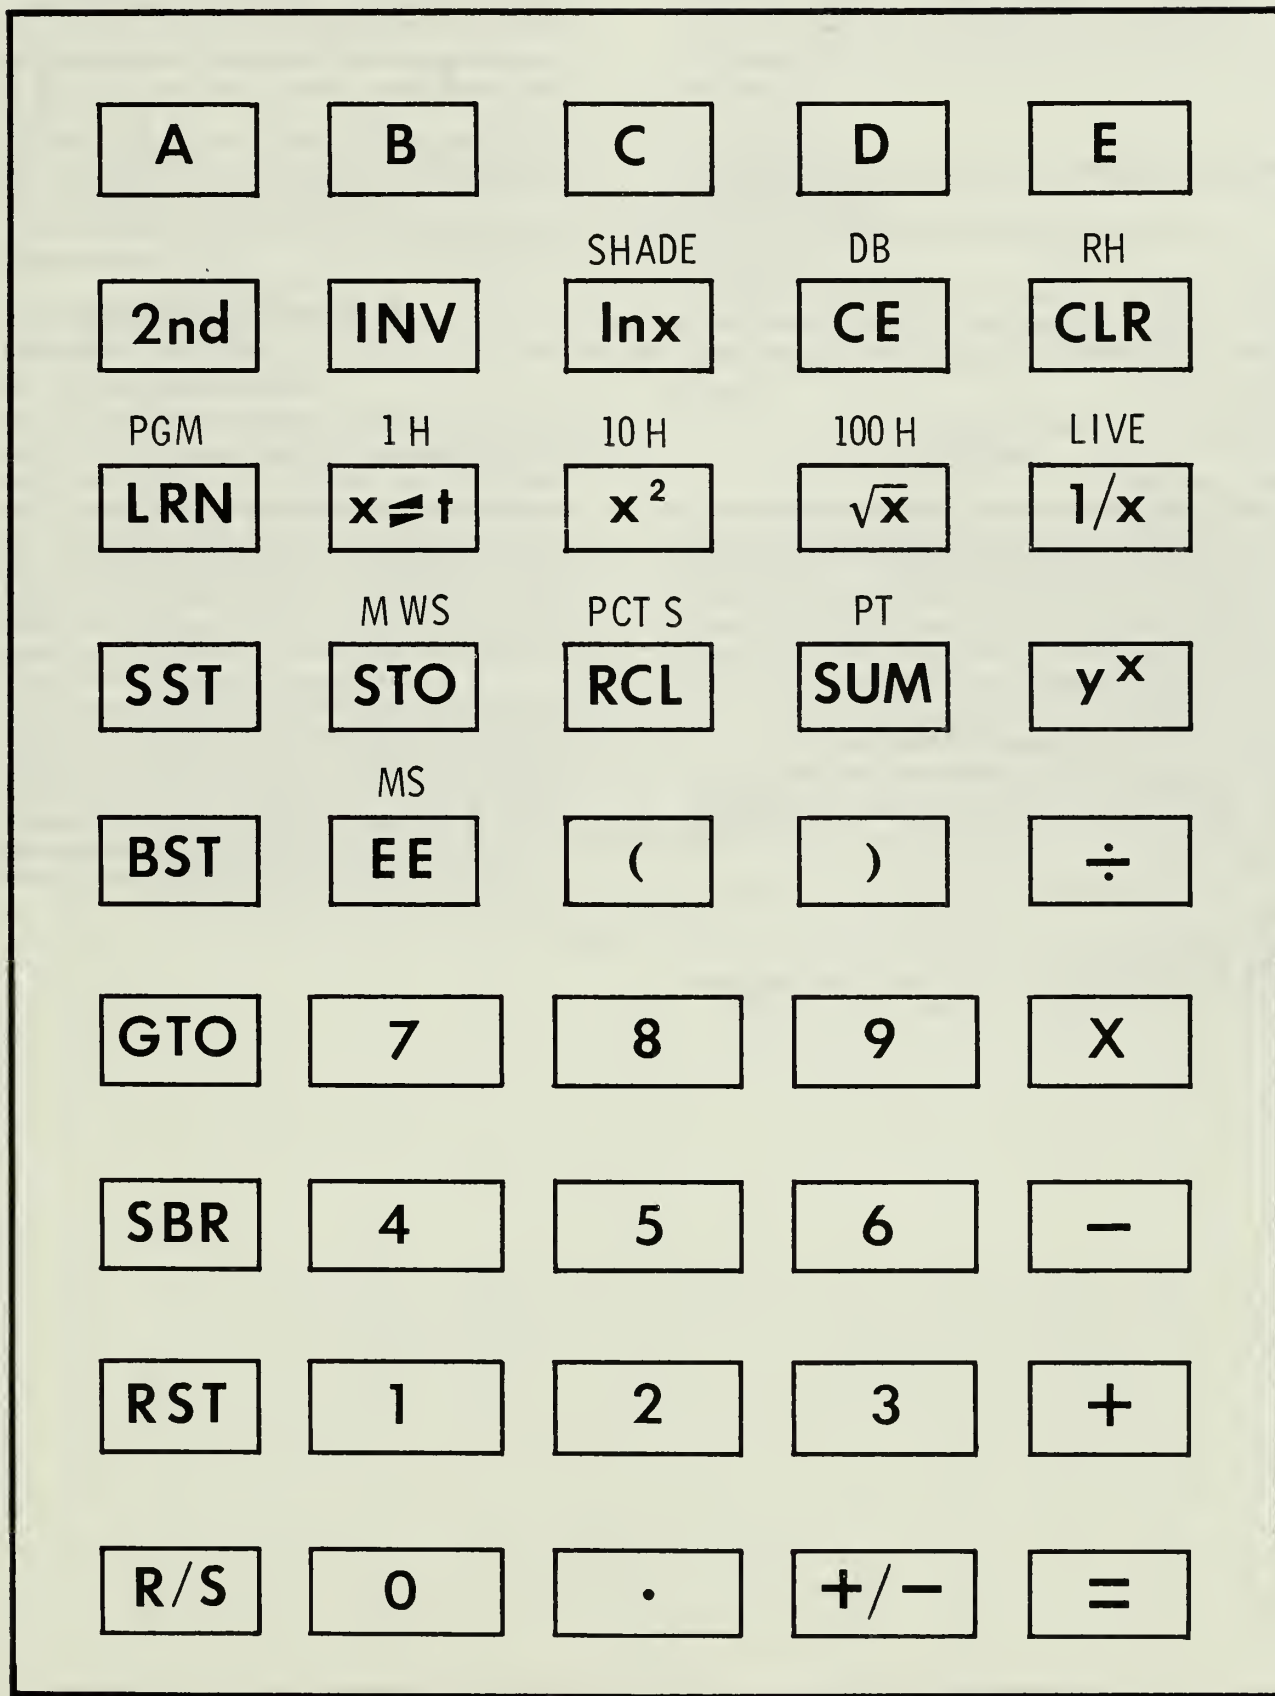 A B C D E
SHADE DB RH
2nd INV lnx CE CLR
PGM 1 H 10 H 100 H LIVE
LRN x⇌t x² √x 1/x
M WS PCT S PT
SST STO RCL SUM yˣ
MS
BST EE ( ) ÷
GTO 7 8 9 X
SBR 4 5 6 −
RST 1 2 3 +
R/S 0 . +/− =